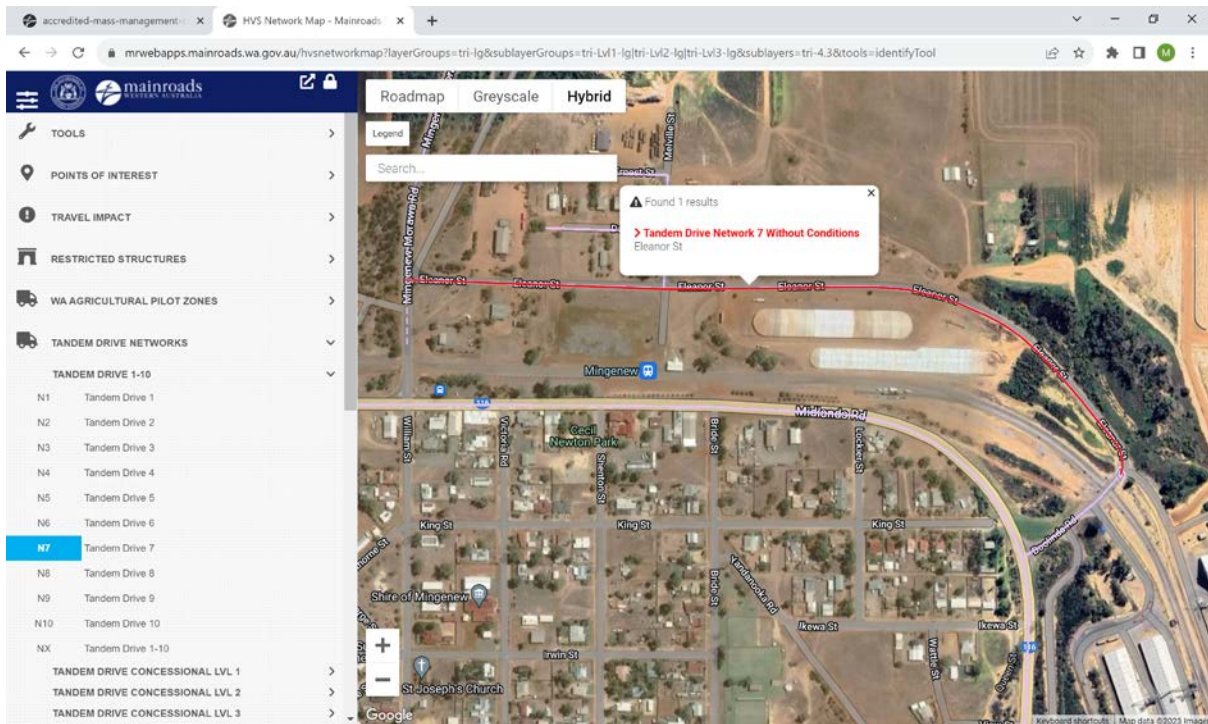 accredited-mass-management-
HVS Network Map - Mainroads
mrwebapps.mainroads.wa.gov.au/hvsnetworkmap?layerGroups=tri-lg&sublayerGroups=tri-Lvl1-lg|tri-Lvl2-lg|tri-Lvl3-lg&sublayers=tri-4.3&tools=identifyTool
M
mainroads
WESTERN AUSTRALIA
TOOLS
POINTS OF INTEREST
TRAVEL IMPACT
RESTRICTED STRUCTURES
WA AGRICULTURAL PILOT ZONES
TANDEM DRIVE NETWORKS
TANDEM DRIVE 1-10
N1 Tandem Drive 1
N2 Tandem Drive 2
N3 Tandem Drive 3
N4 Tandem Drive 4
N5 Tandem Drive 5
N6 Tandem Drive 6
N7 Tandem Drive 7
N8 Tandem Drive 8
N9 Tandem Drive 9
N10 Tandem Drive 10
NX Tandem Drive 1-10
TANDEM DRIVE CONCESSIONAL LVL 1
TANDEM DRIVE CONCESSIONAL LVL 2
TANDEM DRIVE CONCESSIONAL LVL 3
Roadmap Greyscale Hybrid
Legend
Search...
Melville St
Ernest St
Found 1 results
Tandem Drive Network 7 Without Conditions
Eleanor St
Mingenew-Morawa Rd
Eleanor St
Eleanor St
Eleanor St
Eleanor St
Eleanor St
Eleanor St
Eleanor St
Mingenew
116
Midlands Rd
William St
Victoria Rd
Cecil
Newton Park
Shenton St
Bride St
Lockier St
King St
King St
King St
Shire of Mingenew
Bride St
Yandanooka Rd
Ikewa St
Ikewa St
Wattle St
Queen St
116
Irwin St
St Joseph's Church
Google
Keyboard shortcuts
Map data ©2023